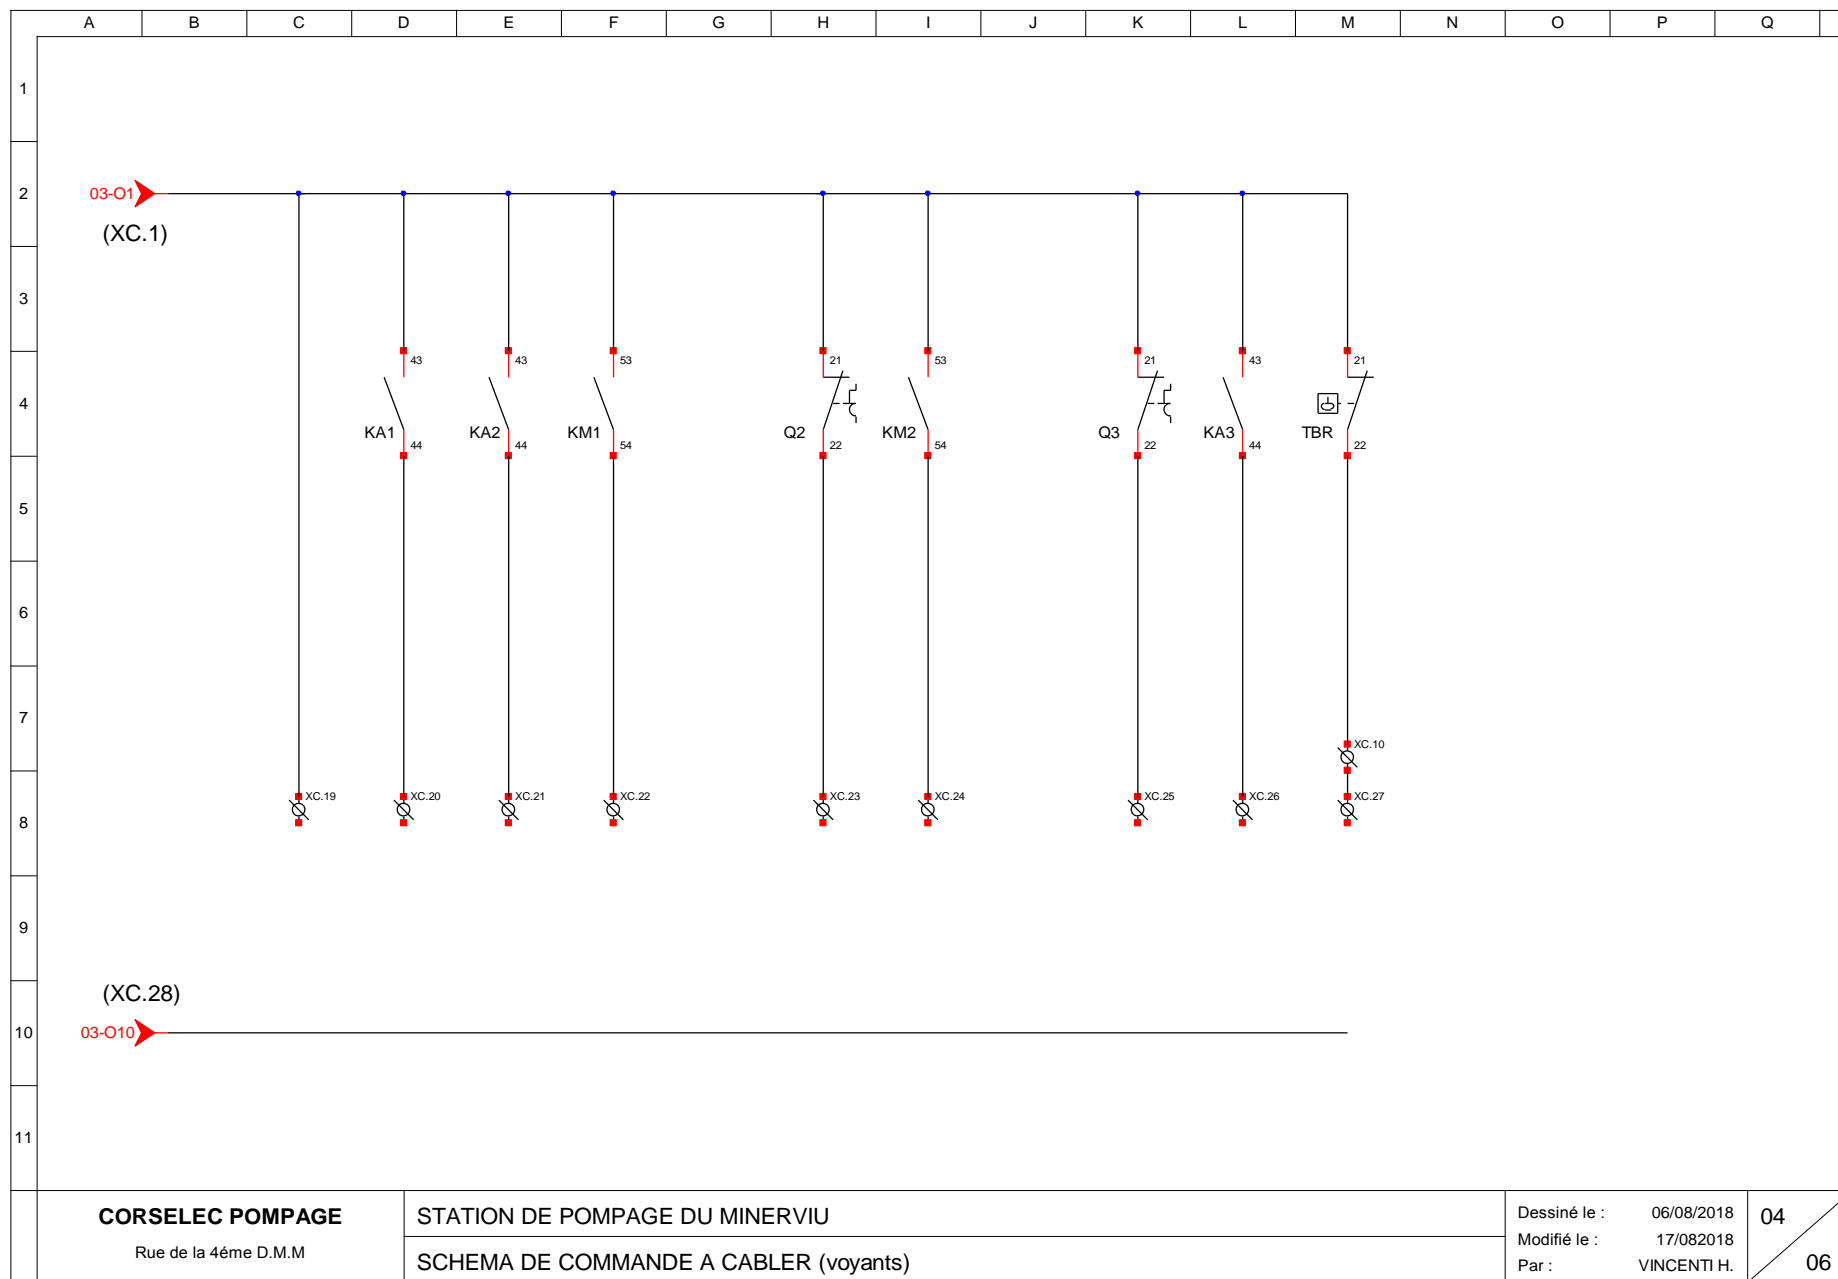 A B C D E F G H I J K L M N O P Q
1
2
03-O1
(XC.1)
3
43 43 53 21 53 21 43 21
4
KA1 KA2 KM1 Q2 KM2 Q3 KA3 TBR
44 44 54 22 54 22 44 22
5
6
7
XC.10
XC.19 XC.20 XC.21 XC.22 XC.23 XC.24 XC.25 XC.26 XC.27
8
9
(XC.28)
10
03-O10
11
CORSELEC POMPAGE
Rue de la 4éme D.M.M
STATION DE POMPAGE DU MINERVIU
SCHEMA DE COMMANDE A CABLER (voyants)
Dessiné le : 06/08/2018
Modifié le : 17/082018
Par : VINCENTI H.
04
06